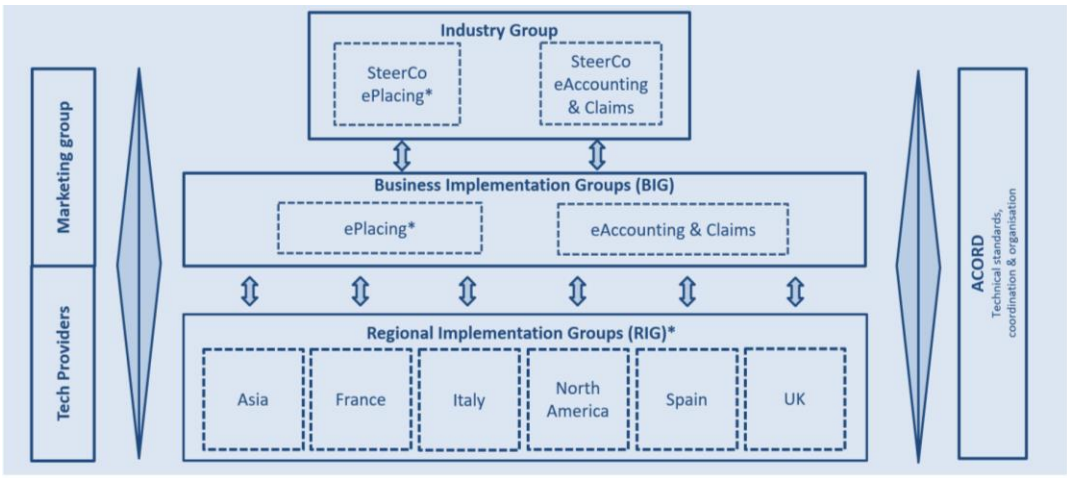 Industry Group
SteerCo
ePlacing*
SteerCo
eAccounting
& Claims
Marketing group
Business Implementation Groups (BIG)
ePlacing*
eAccounting & Claims
Tech Providers
Regional Implementation Groups (RIG)*
Asia
France
Italy
North
America
Spain
UK
ACORD
Technical standards,
coordination & organisation